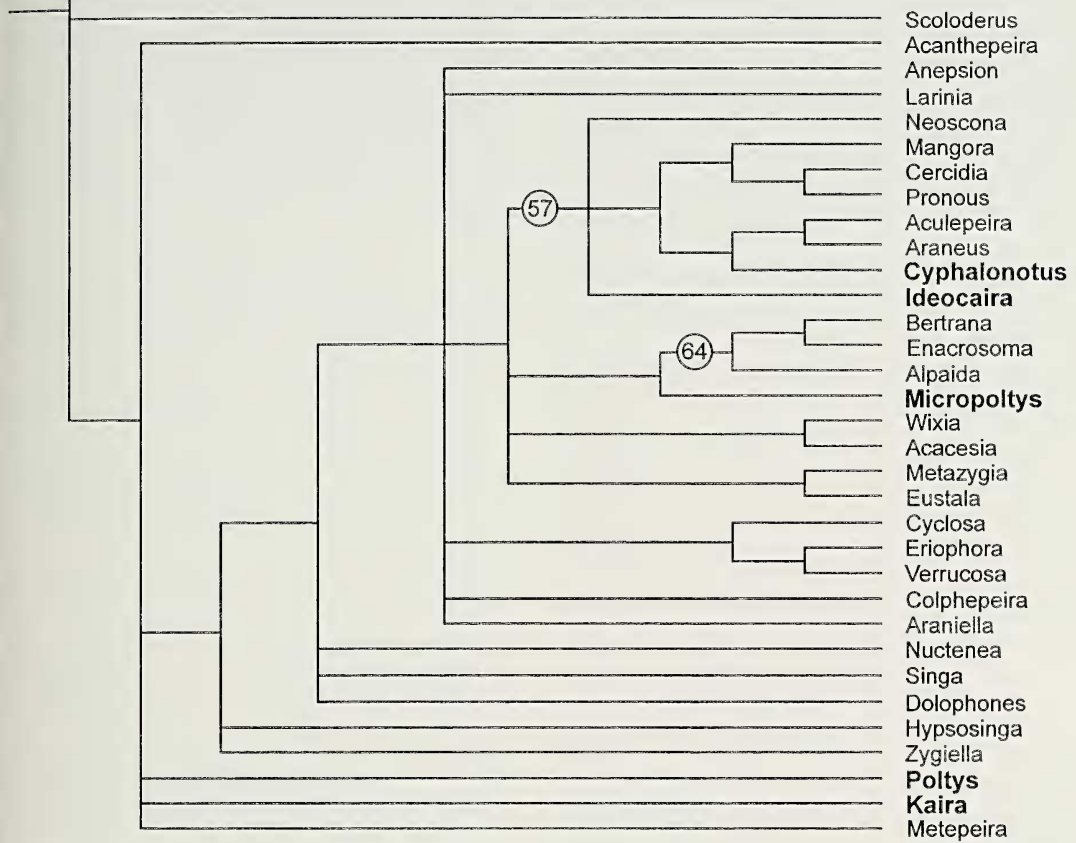 Scoloderus
Acanthepeira
Anepsion
Larinia
Neoscona
Mangora
Cercidia
Pronous
57
Aculepeira
Araneus
Cyphalonotus
Ideocaira
Bertrana
Enacrosoma
64
Alpaida
Micropoltys
Wixia
Acacesia
Metazygia
Eustala
Cyclosa
Eriophora
Verrucosa
Colphepeira
Araniella
Nuctenea
Singa
Dolophones
Hypsosinga
Zygiella
Poltys
Kaira
Metepeira